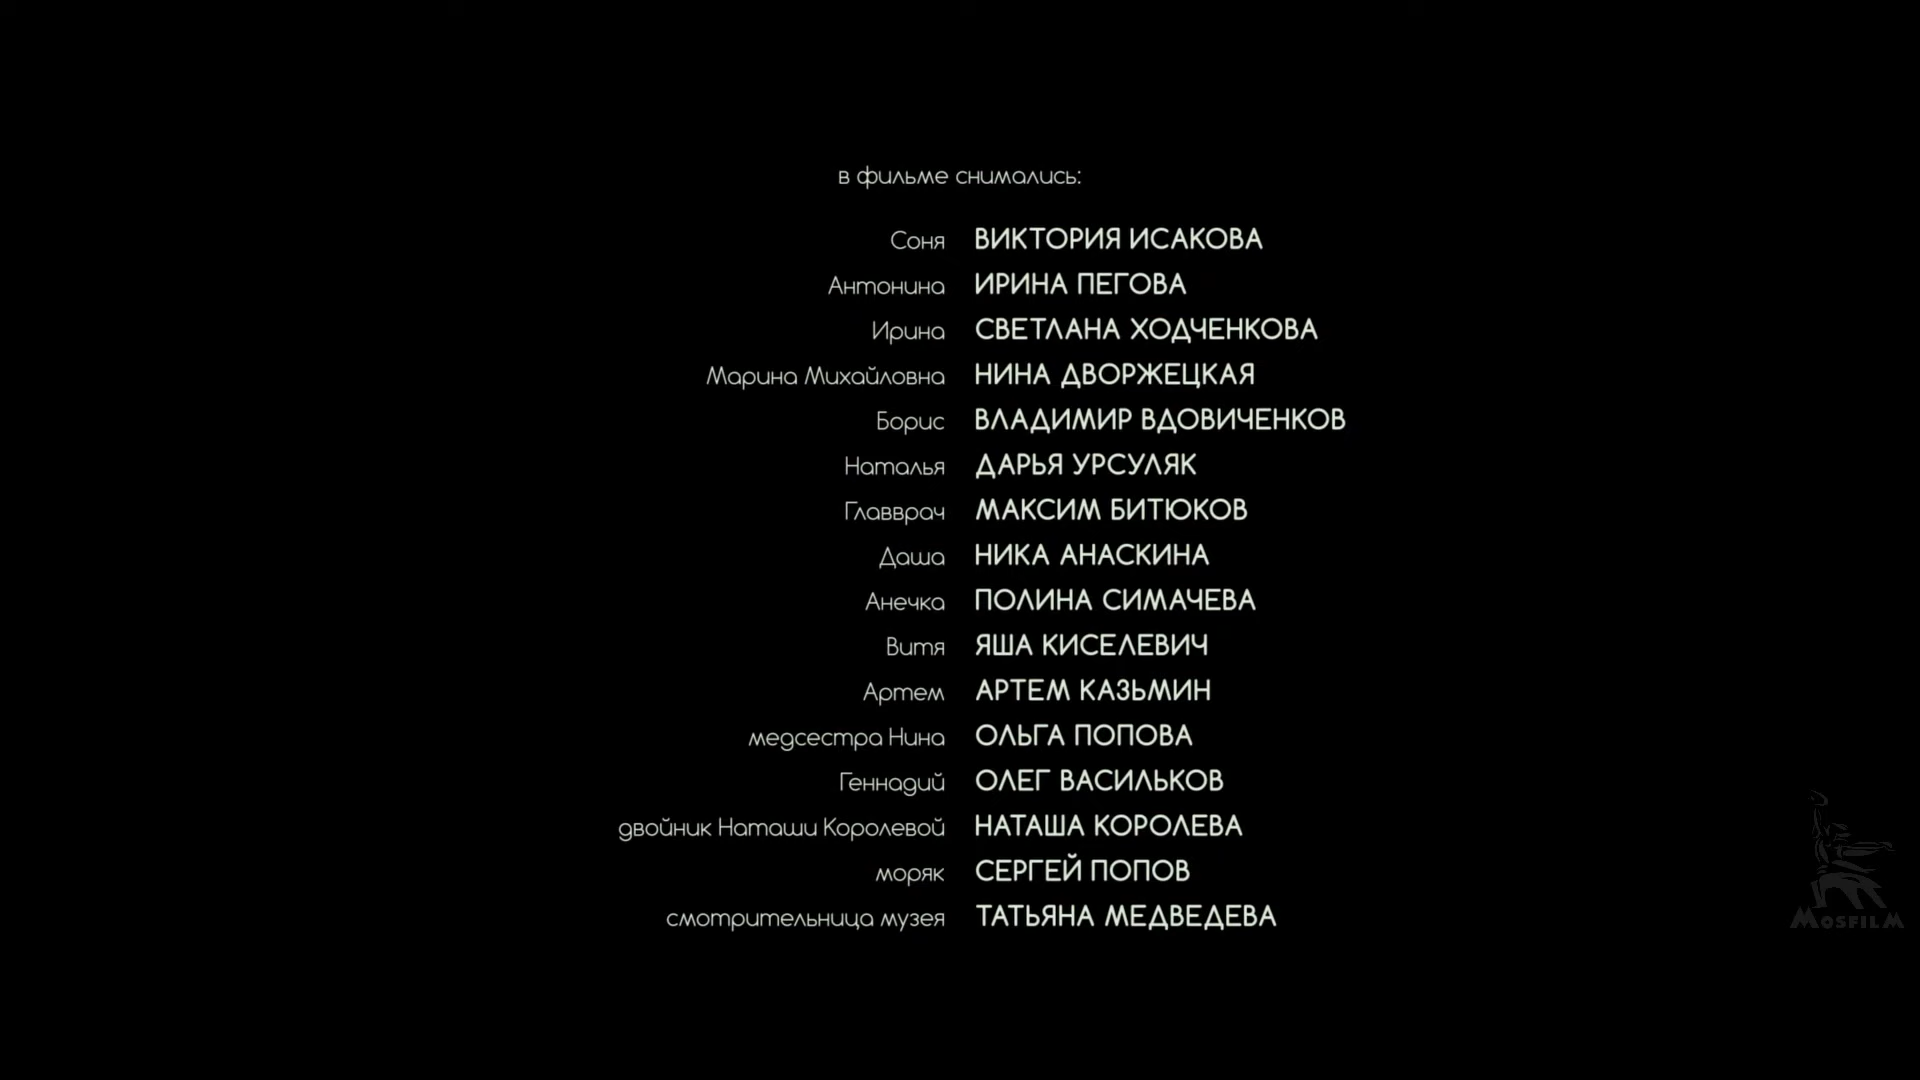 в фильме снимались:
Соня ВИКТОРИЯ ИСАКОВА
Антонина ИРИНА ПЕГОВА
Ирина СВЕТЛАНА ХОДЧЕНКОВА
Марина Михайловна НИНА ДВОРЖЕЦКАЯ
Борис ВЛАДИМИР ВДОВИЧЕНКОВ
Наталья ДАРЬЯ УРСУЛЯК
Главврач МАКСИМ БИТЮКОВ
Даша НИКА АНАСКИНА
Анечка ПОЛИНА СИМАЧЕВА
Витя ЯША КИСЕЛЕВИЧ
Артем АРТЕМ КАЗЬМИН
медсестра Нина ОЛЬГА ПОПОВА
Геннадий ОЛЕГ ВАСИЛЬКОВ
двойник Наташи Королевой НАТАША КОРОЛЕВА
моряк СЕРГЕЙ ПОПОВ
смотрительница музея ТАТЬЯНА МЕДВЕДЕВА
MOSFILM